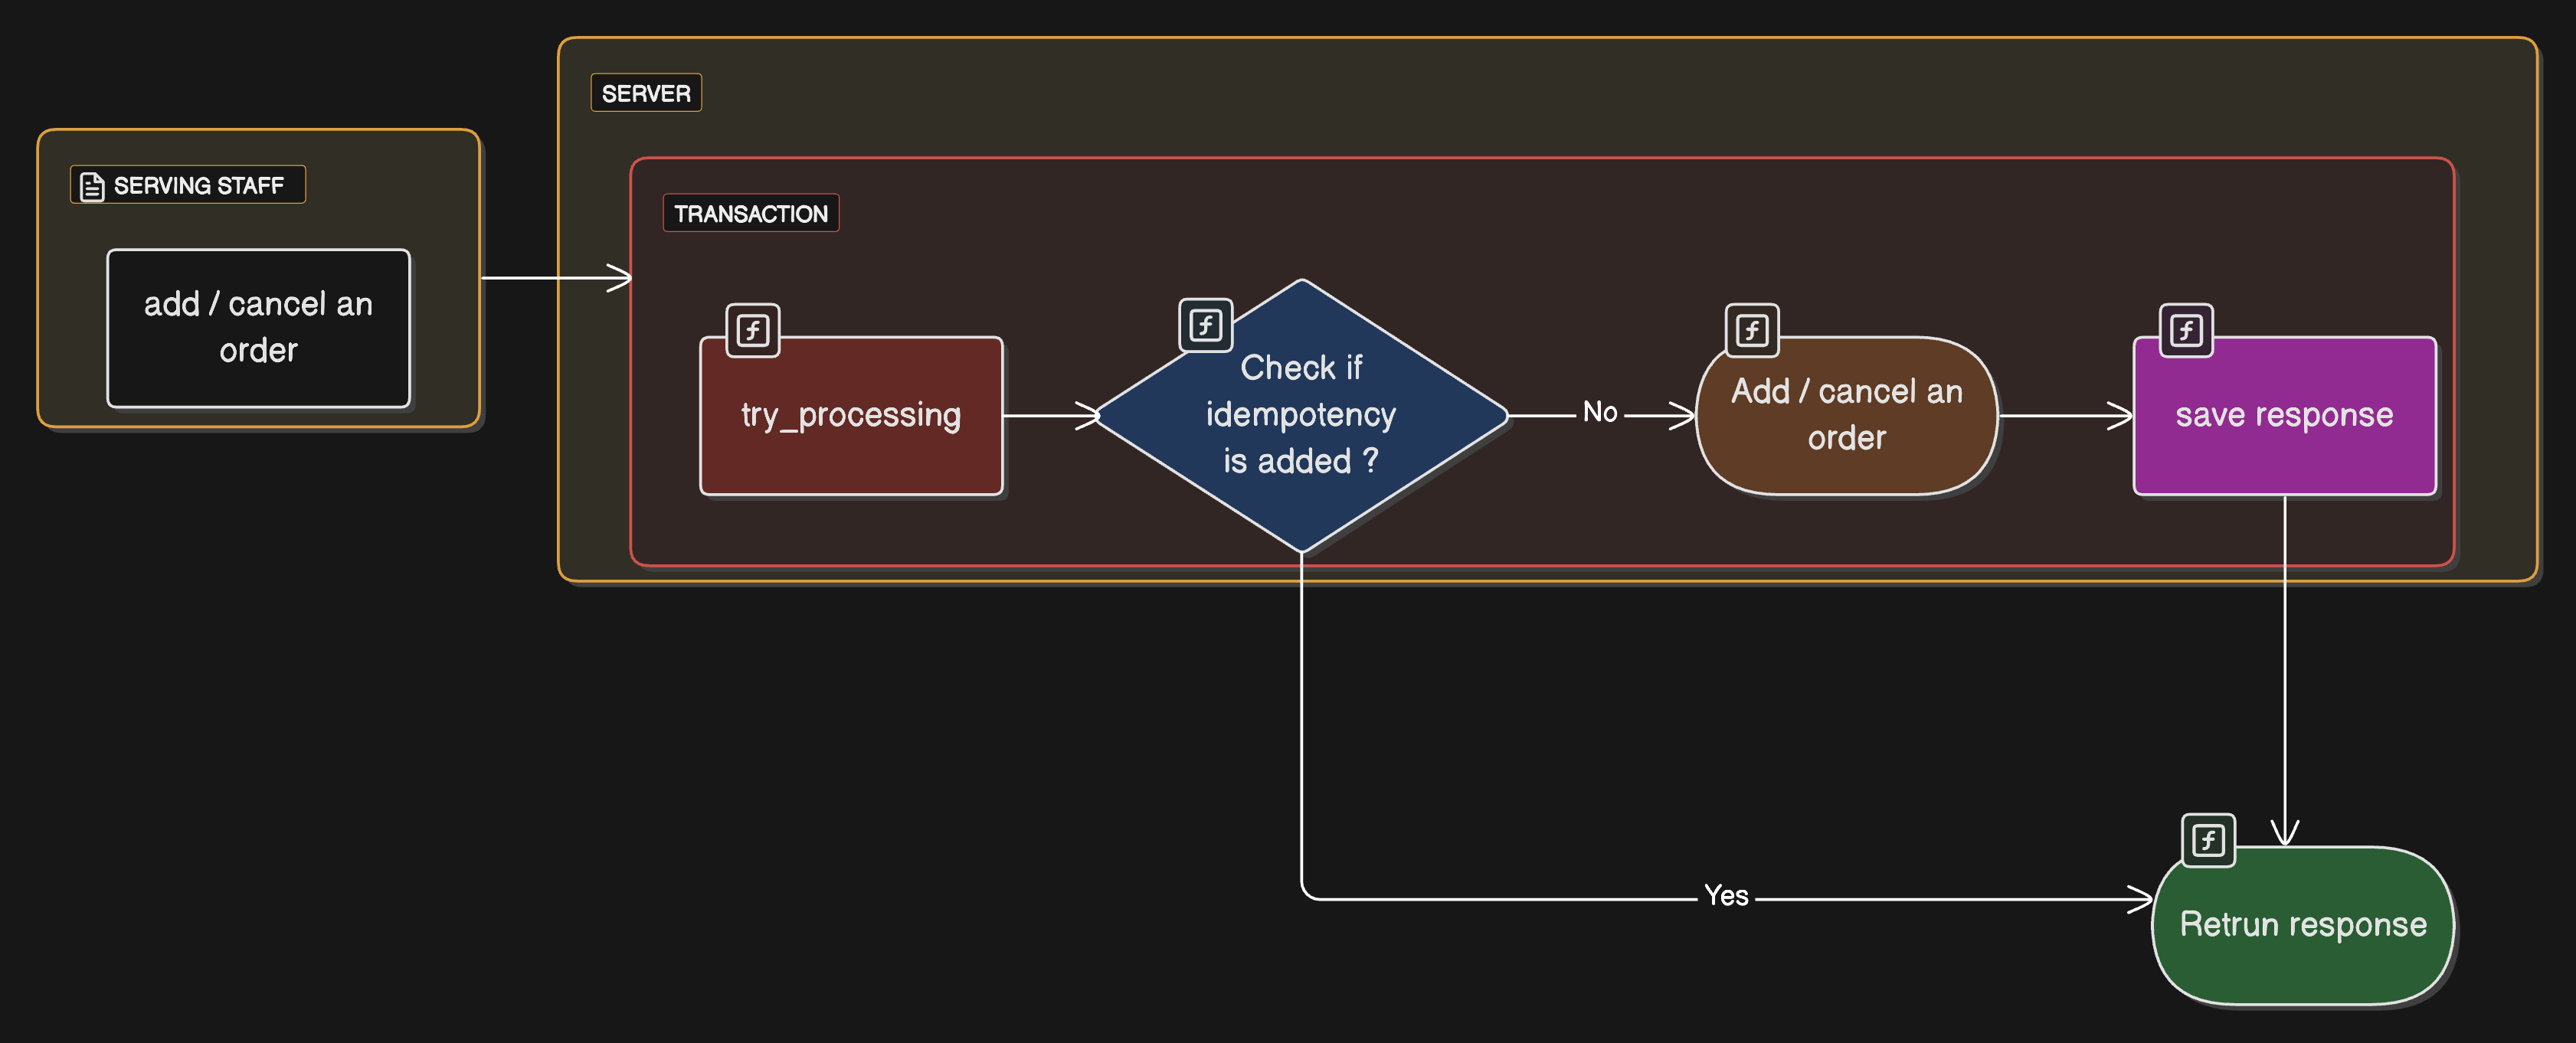 SERVER
SERVING STAFF
add / cancel an
order
TRANSACTION
try_processing
Check if
idempotency
is added ?
No
Add / cancel an
order
save response
Yes
Retrun response